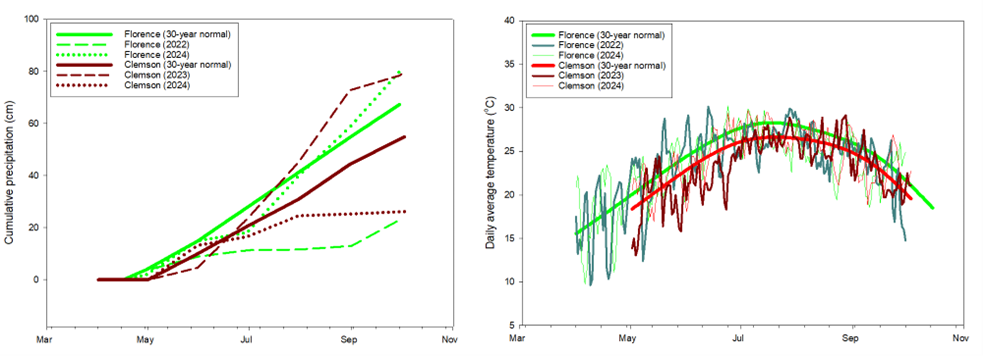 100
80
60
40
20
0
Cumulative precipitation (cm)
Florence (30-year normal)
Florence (2022)
Florence (2024)
Clemson (30-year normal)
Clemson (2023)
Clemson (2024)
Mar
May
Jul
Sep
Nov
40
35
30
25
20
15
10
5
Daily average temperature (°C)
Florence (30-year normal)
Florence (2022)
Florence (2024)
Clemson (30-year normal)
Clemson (2023)
Clemson (2024)
Mar
May
Jul
Sep
Nov